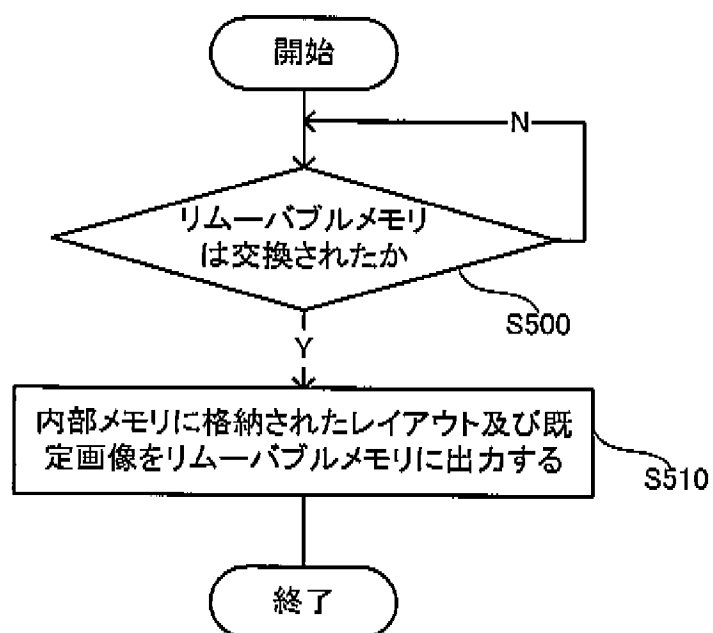 開始
N
リムーバブルメモリ
は交換されたか
S500
Y
内部メモリに格納されたレイアウト及び既
定画像をリムーバブルメモリに出力する
S510
終了